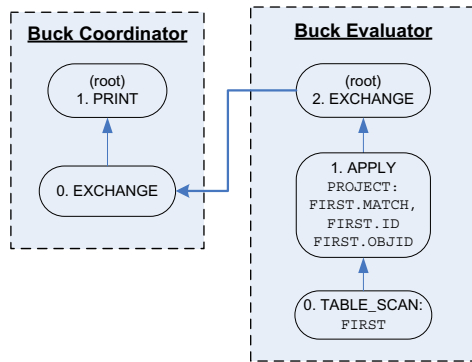 Buck Coordinator
(root)
1. PRINT
0. EXCHANGE
Buck Evaluator
(root)
2. EXCHANGE
1. APPLY
PROJECT:
FIRST.MATCH,
FIRST.ID
FIRST.OBJID
0. TABLE_SCAN:
FIRST